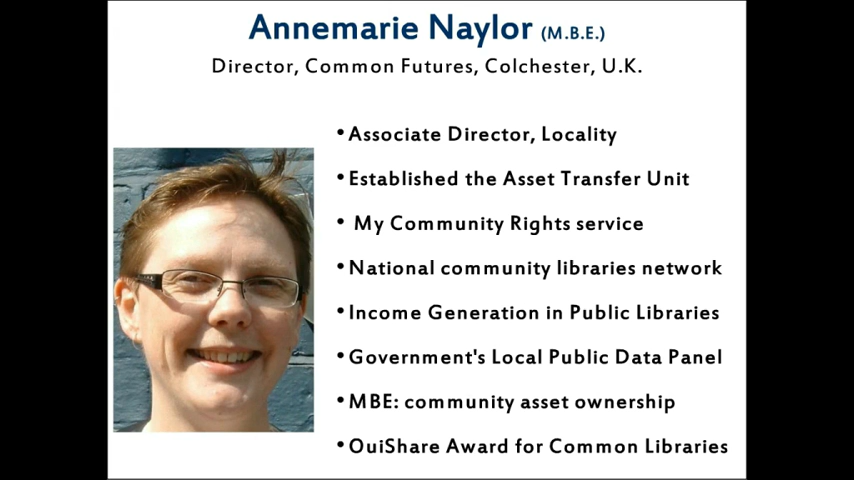 Annemarie Naylor (M.B.E.)
Director, Common Futures, Colchester, U.K.
•Associate Director, Locality
•Established the Asset Transfer Unit
• My Community Rights service
•National community libraries network
•Income Generation in Public Libraries
•Government's Local Public Data Panel
•MBE: community asset ownership
•OuiShare Award for Common Libraries